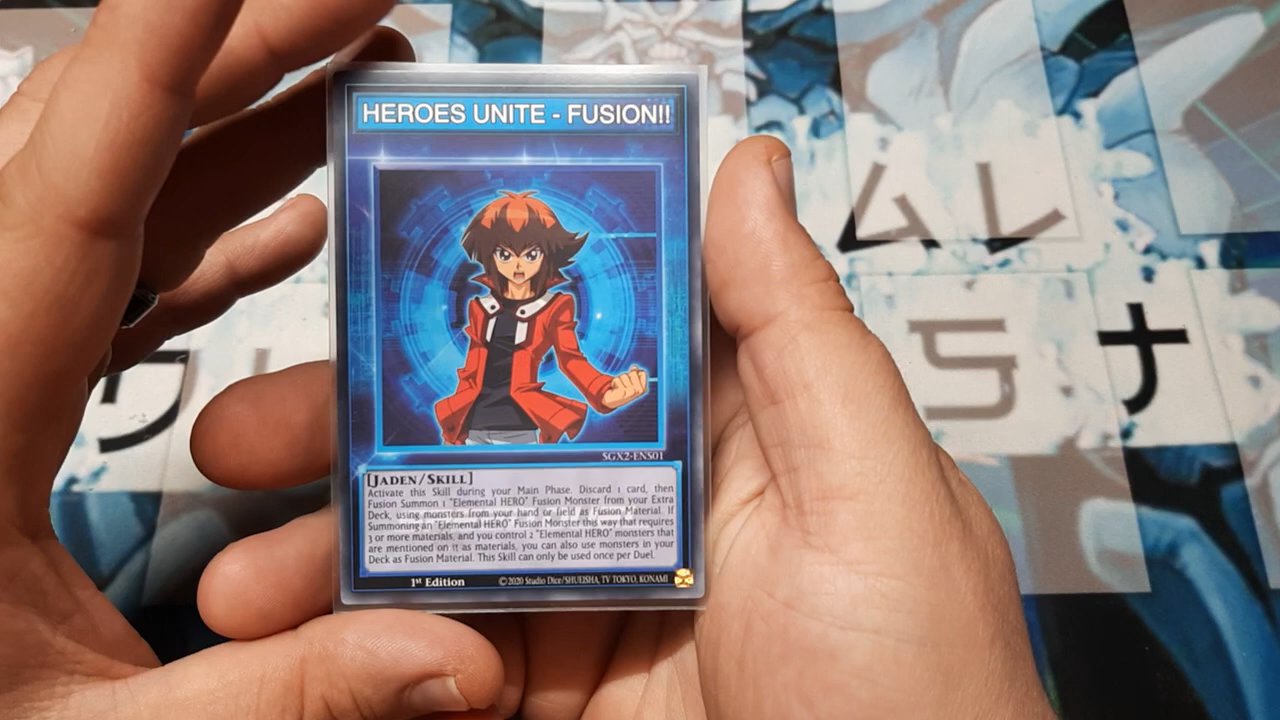 HEROES UNITE - FUSION!!
SGX2-ENS01
[JADEN/SKILL]
Activate this Skill during your Main Phase. Discard 1 card, then
Fusion Summon 1 "Elemental HERO" Fusion Monster from your Extra
Deck, using monsters from your hand or field as Fusion Material. If
Summoning an "Elemental HERO" Fusion Monster this way that requires
3 or more materials, and you control 2 "Elemental HERO" monsters that
are mentioned on it as materials, you can also use monsters in your
Deck as Fusion Material. This Skill can only be used once per Duel.
1st Edition ©2020 Studio Dice/SHUEISHA, TV TOKYO, KONAMI
ナ